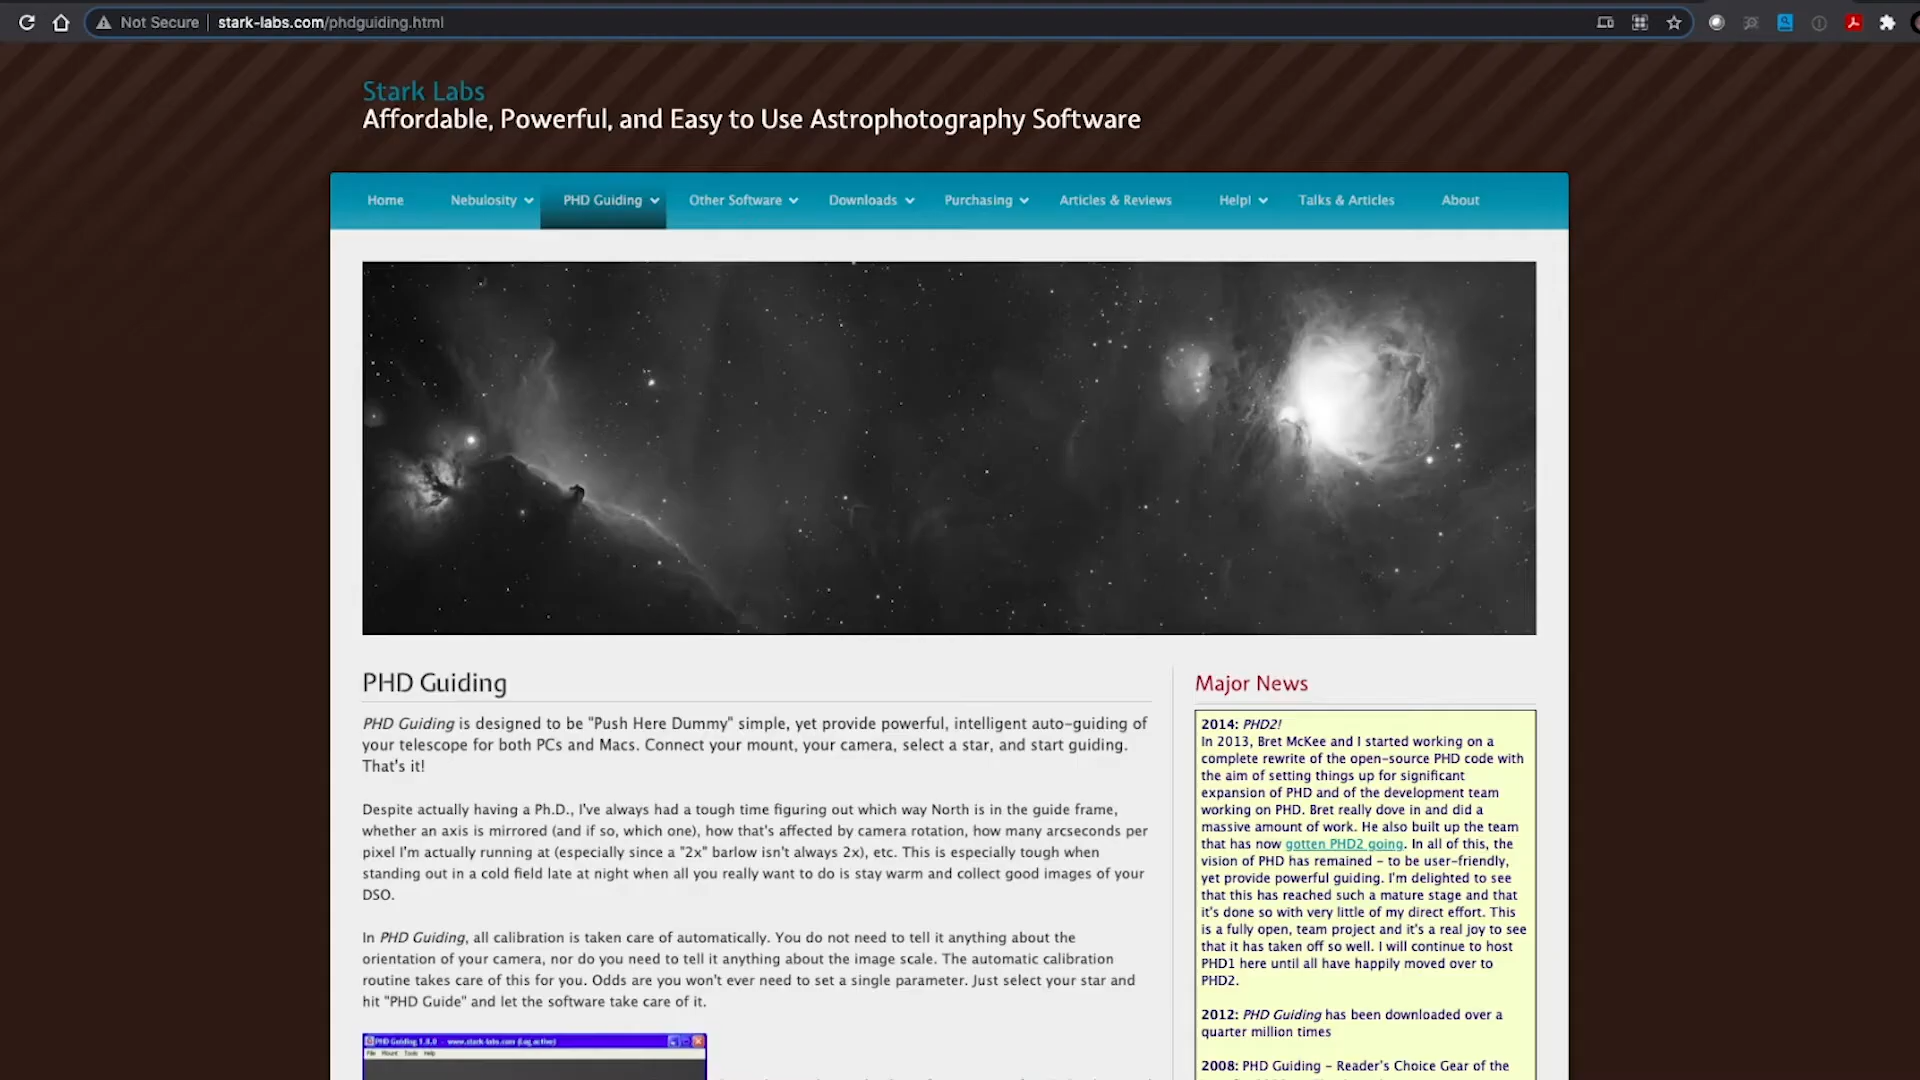 Not Secure stark-labs.com/phdguiding.html
Stark Labs
Affordable, Powerful, and Easy to Use Astrophotography Software
Home Nebulosity PHD Guiding Other Software Downloads Purchasing Articles & Reviews Help! Talks & Articles About
PHD Guiding
PHD Guiding is designed to be "Push Here Dummy" simple, yet provide powerful, intelligent auto-guiding of
your telescope for both PCs and Macs. Connect your mount, your camera, select a star, and start guiding.
That's it!
Despite actually having a Ph.D., I've always had a tough time figuring out which way North is in the guide frame,
whether an axis is mirrored (and if so, which one), how that's affected by camera rotation, how many arcseconds per
pixel I'm actually running at (especially since a "2x" barlow isn't always 2x), etc. This is especially tough when
standing out in a cold field late at night when all you really want to do is stay warm and collect good images of your
DSO.
In PHD Guiding, all calibration is taken care of automatically. You do not need to tell it anything about the
orientation of your camera, nor do you need to tell it anything about the image scale. The automatic calibration
routine takes care of this for you. Odds are you won't ever need to set a single parameter. Just select your star and
hit "PHD Guide" and let the software take care of it.
PHD Guiding 1.8.0 - www.stark-labs.com (Log active)
File Mount Tools Help
Major News
2014: PHD2!
In 2013, Bret McKee and I started working on a
complete rewrite of the open-source PHD code with
the aim of setting things up for significant
expansion of PHD and of the development team
working on PHD. Bret really dove in and did a
massive amount of work. He also built up the team
that has now gotten PHD2 going. In all of this, the
vision of PHD has remained - to be user-friendly,
yet provide powerful guiding. I'm delighted to see
that this has reached such a mature stage and that
it's done so with very little of my direct effort. This
is a fully open, team project and it's a real joy to see
that it has taken off so well. I will continue to host
PHD1 here until all have happily moved over to
PHD2.
2012: PHD Guiding has been downloaded over a
quarter million times
2008: PHD Guiding - Reader's Choice Gear of the